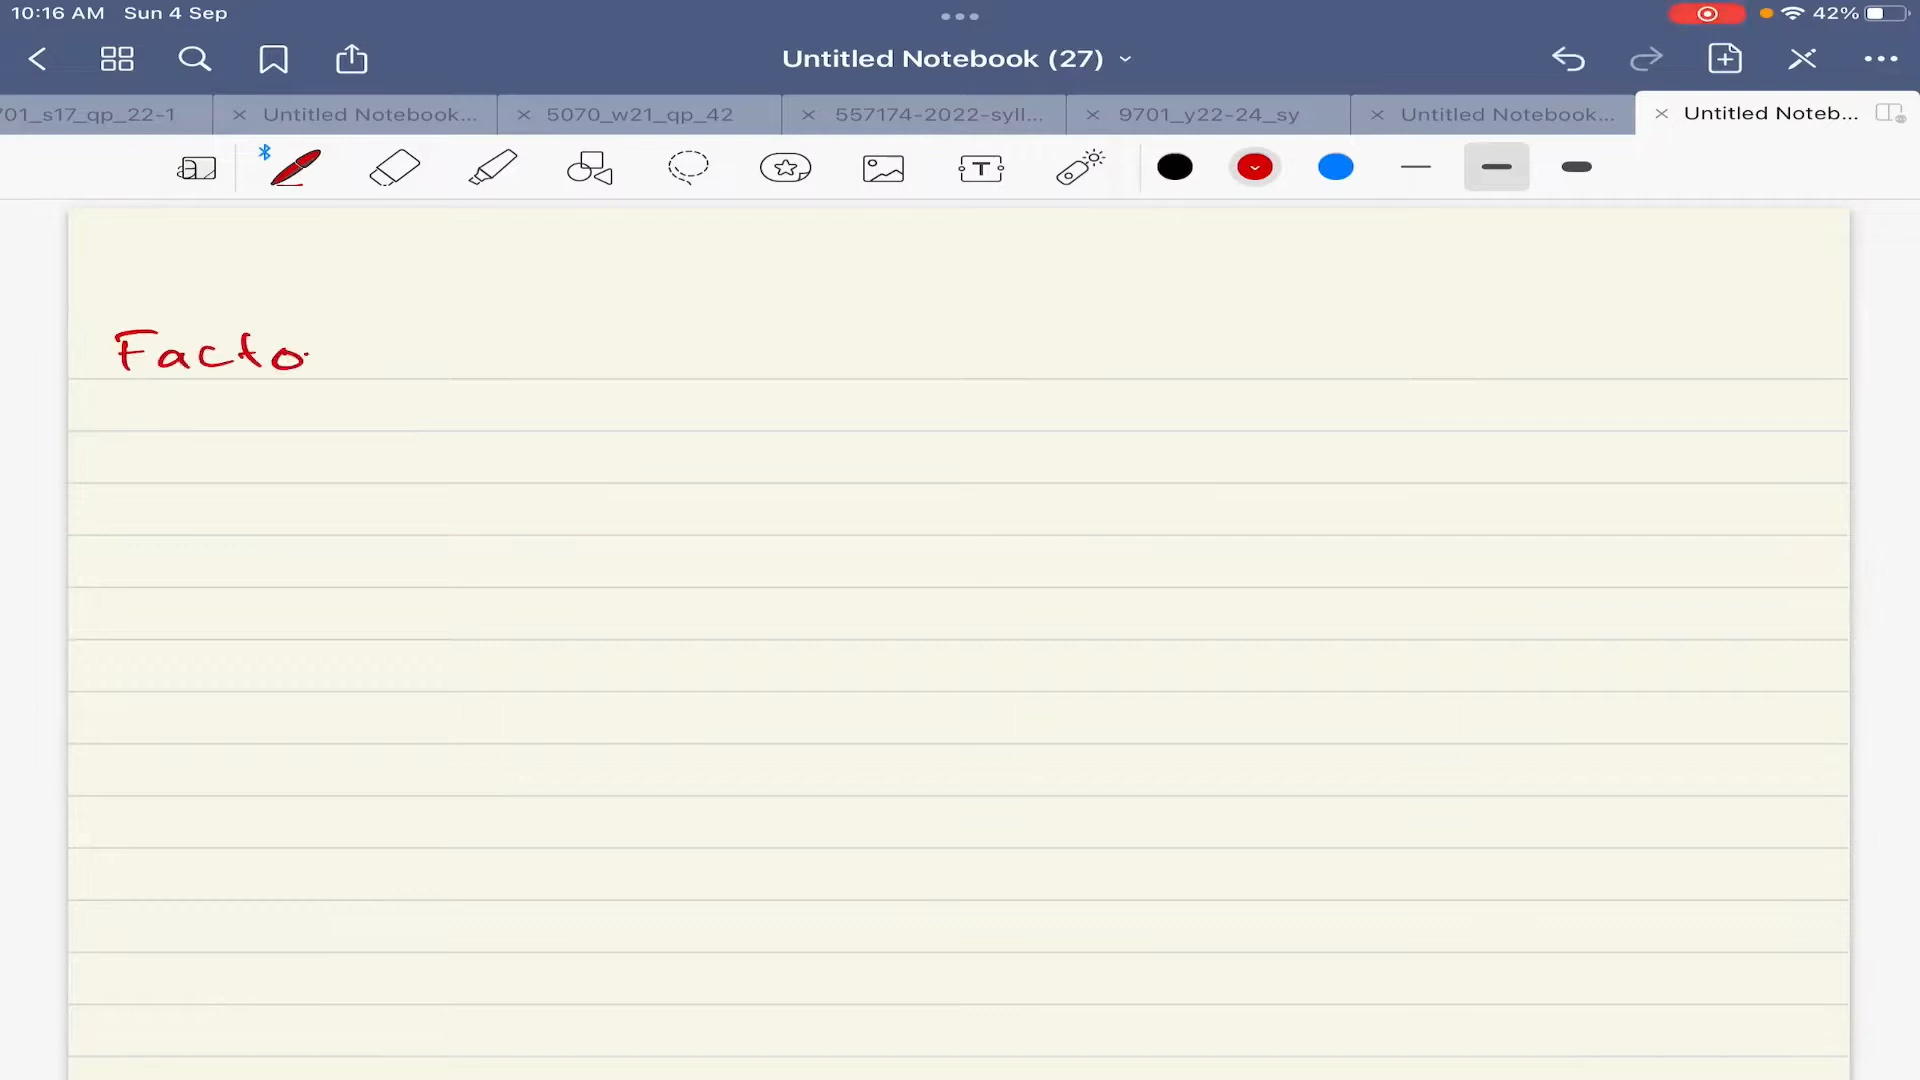 10:16 AM Sun 4 Sep
42%
Untitled Notebook (27)
701_s17_qp_22-1
Untitled Notebook...
5070_w21_qp_42
557174-2022-syll...
9701_y22-24_sy
Untitled Notebook...
Untitled Noteb...
Facto